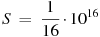 S = 1/16 · 10^16